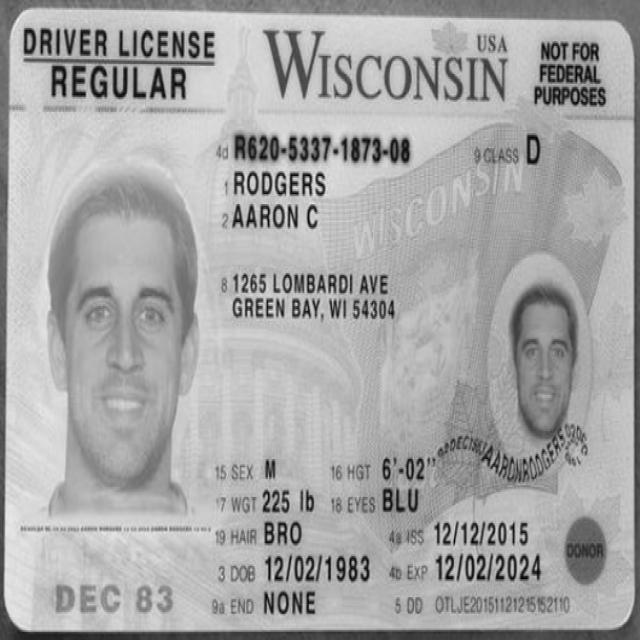 DRIVER LICENSE
REGULAR
WISCONSIN USA
NOT FOR
FEDERAL
PURPOSES
4d R620-5337-1873-08 9 CLASS D
1 RODGERS
2 AARON C
WISCONSIN
8 1265 LOMBARDI AVE
GREEN BAY, WI 54304
15 SEX M 16 HGT 6'-02"
17 WGT 225 lb 18 EYES BLU
19 HAIR BRO 4a ISS 12/12/2015
3 DOB 12/02/1983 4b EXP 12/02/2024
9a END NONE 5 DD OTLJE20151121215152110
DEC 83
DONOR